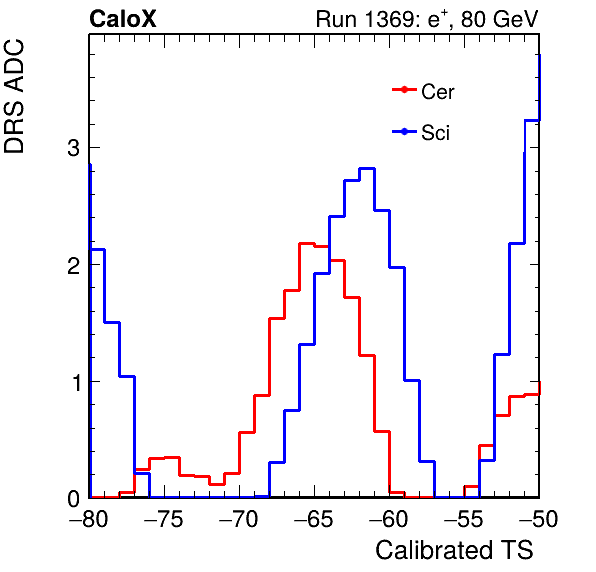 CaloX Run 1369: e⁺, 80 GeV
DRS ADC
Cer
Sci
3
2
1
0
−80 −75 −70 −65 −60 −55 −50
Calibrated TS